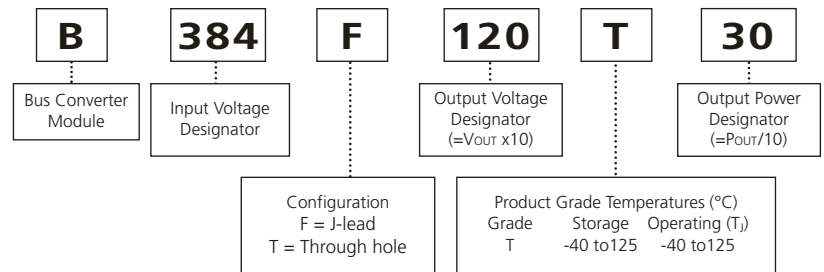 B 384 F 120 T 30
Bus Converter
Module
Input Voltage
Designator
Output Voltage
Designator
(=VOUT x10)
Output Power
Designator
(=POUT/10)
Configuration
F = J-lead
T = Through hole
Product Grade Temperatures (°C)
Grade Storage Operating (TJ)
T -40 to125 -40 to125